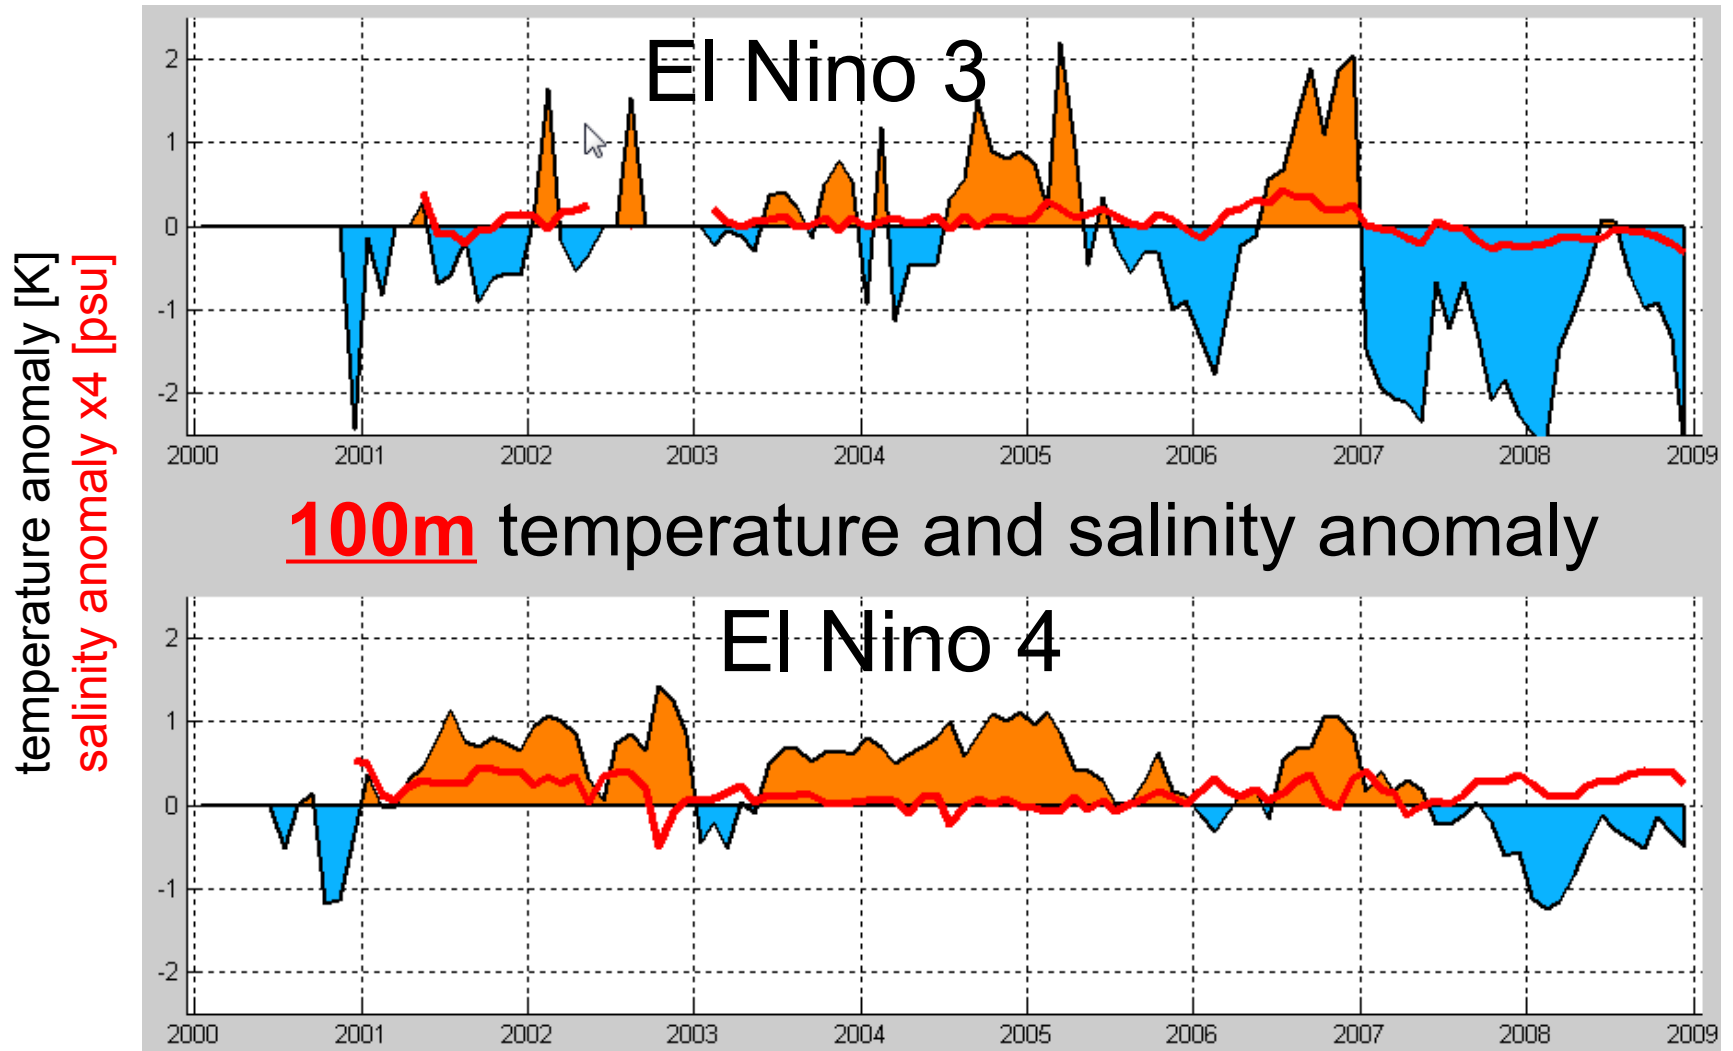 temperature anomaly [K]
salinity anomaly x4 [psu]
El Nino 3
2
1
0
-1
-2
2000 2001 2002 2003 2004 2005 2006 2007 2008 2009
100m temperature and salinity anomaly
El Nino 4
2
1
0
-1
-2
2000 2001 2002 2003 2004 2005 2006 2007 2008 2009